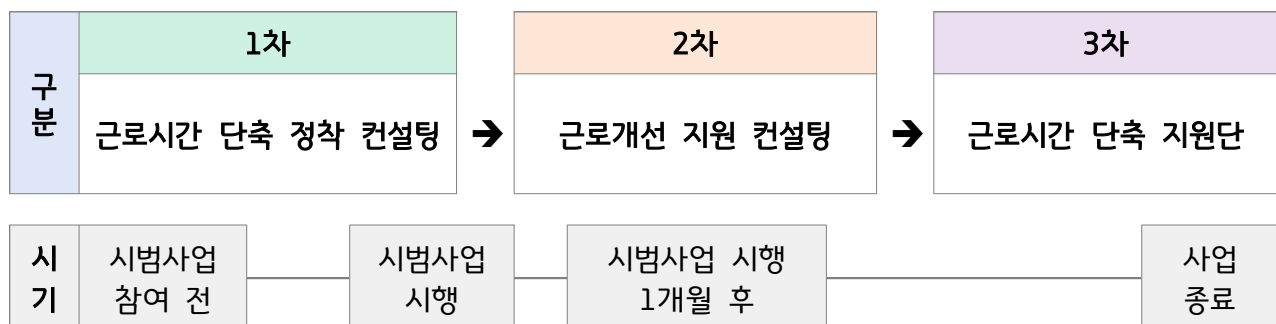 구분
1차
2차
3차
근로시간 단축 정착 컨설팅 ➔ 근로개선 지원 컨설팅 ➔ 근로시간 단축 지원단
시기
시범사업
참여 전
시범사업
시행
시범사업 시행
1개월 후
사업
종료